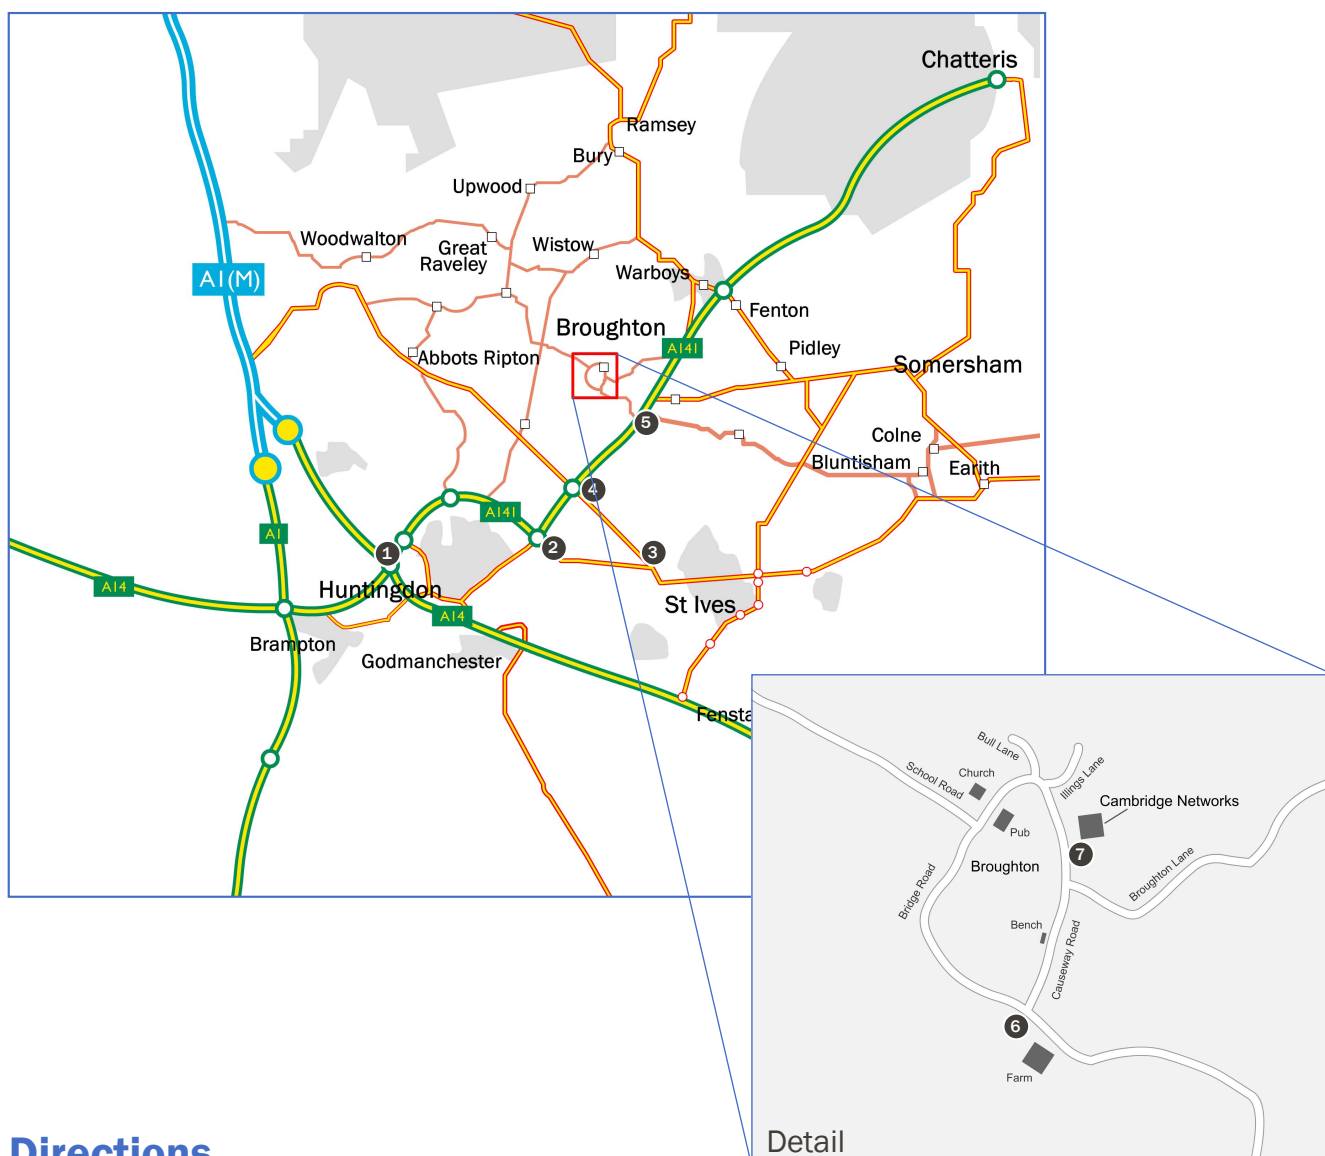 Chatteris
Ramsey
Bury
Upwood
Woodwalton
Great
Raveley
Wistow
A1(M)
Warboys
Fenton
Broughton
A141
Pidley
Abbots Ripton
Somersham
5
Colne
Bluntisham
Earith
4
A141
A1
1
2
3
A14
Huntingdon
St Ives
A14
Brampton
Godmanchester
Fensta
Bull Lane
School Road
Church
Illings Lane
Cambridge Networks
Pub
7
Broughton
Broughton Lane
Bridge Road
Bench
Causeway Road
6
Farm
Detail
Directions